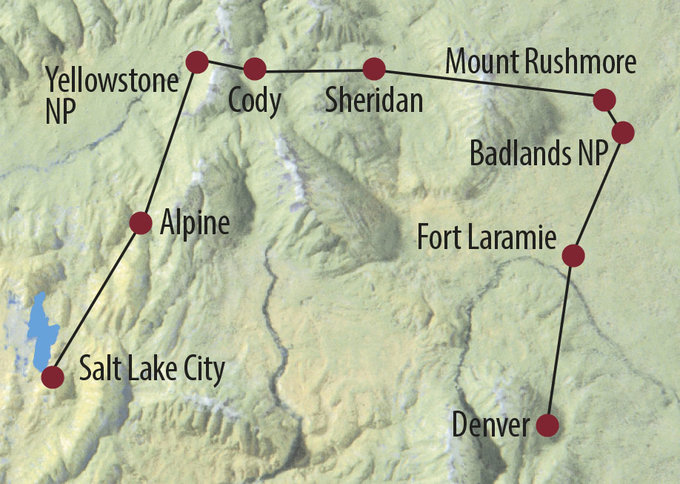 Mount Rushmore
Yellowstone
NP
Cody
Sheridan
Badlands NP
Alpine
Fort Laramie
Salt Lake City
Denver